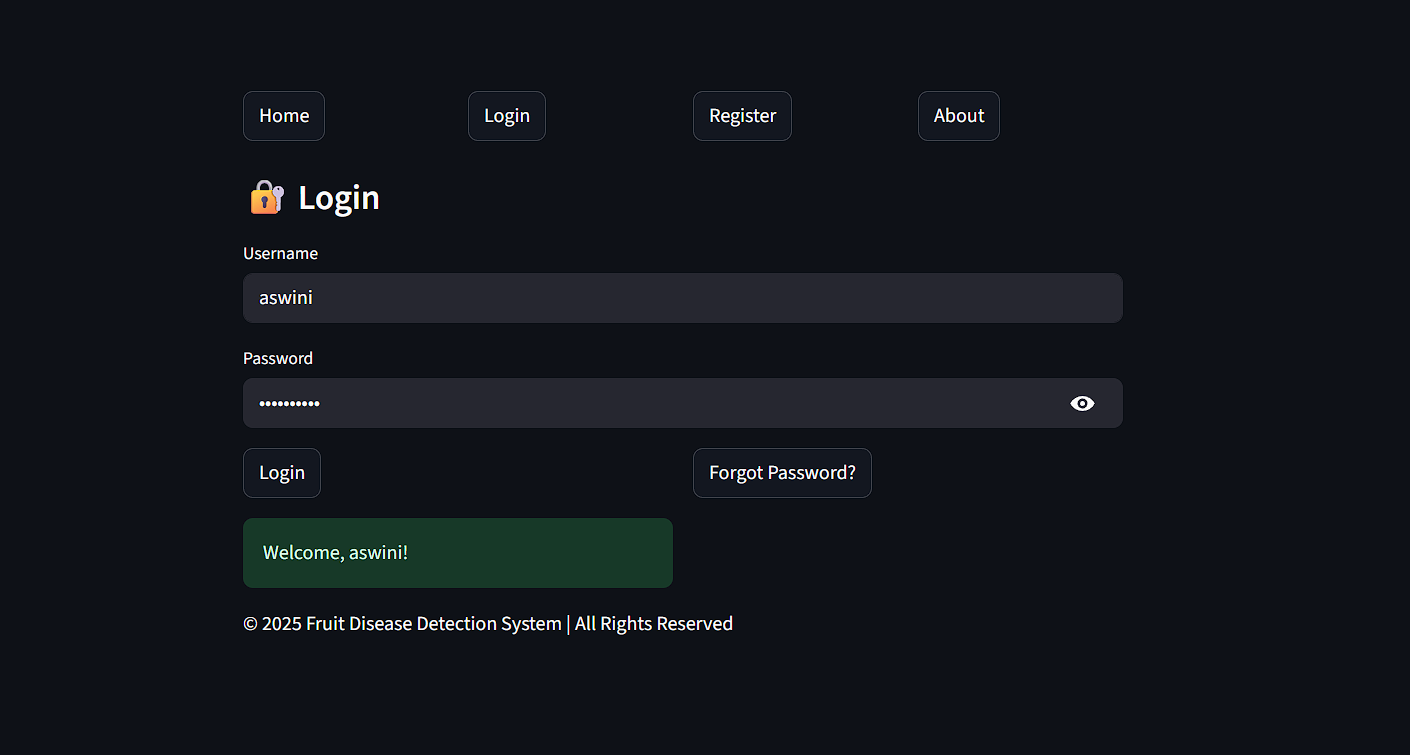 Home Login Register About
🔐 Login
Username
aswini
Password
••••••••••
Login Forgot Password?
Welcome, aswini!
© 2025 Fruit Disease Detection System | All Rights Reserved